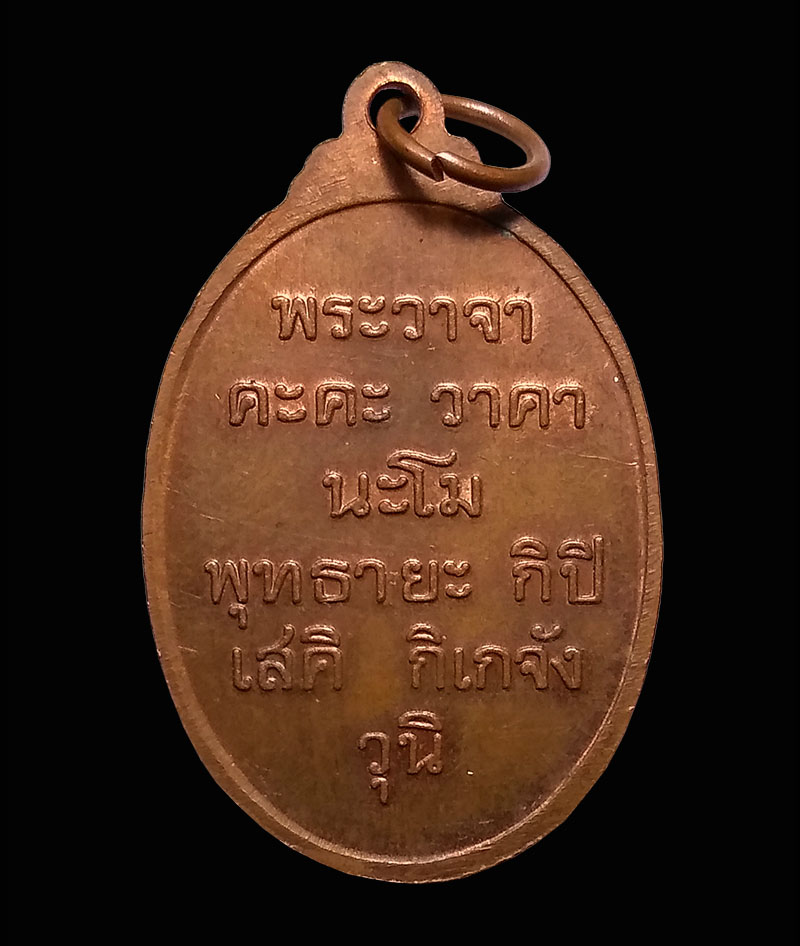 พระวาจา
คะคะ วาคา
นะโม
พุทธายะ กิปี
เสคิ กิเกจัง
วุนิ